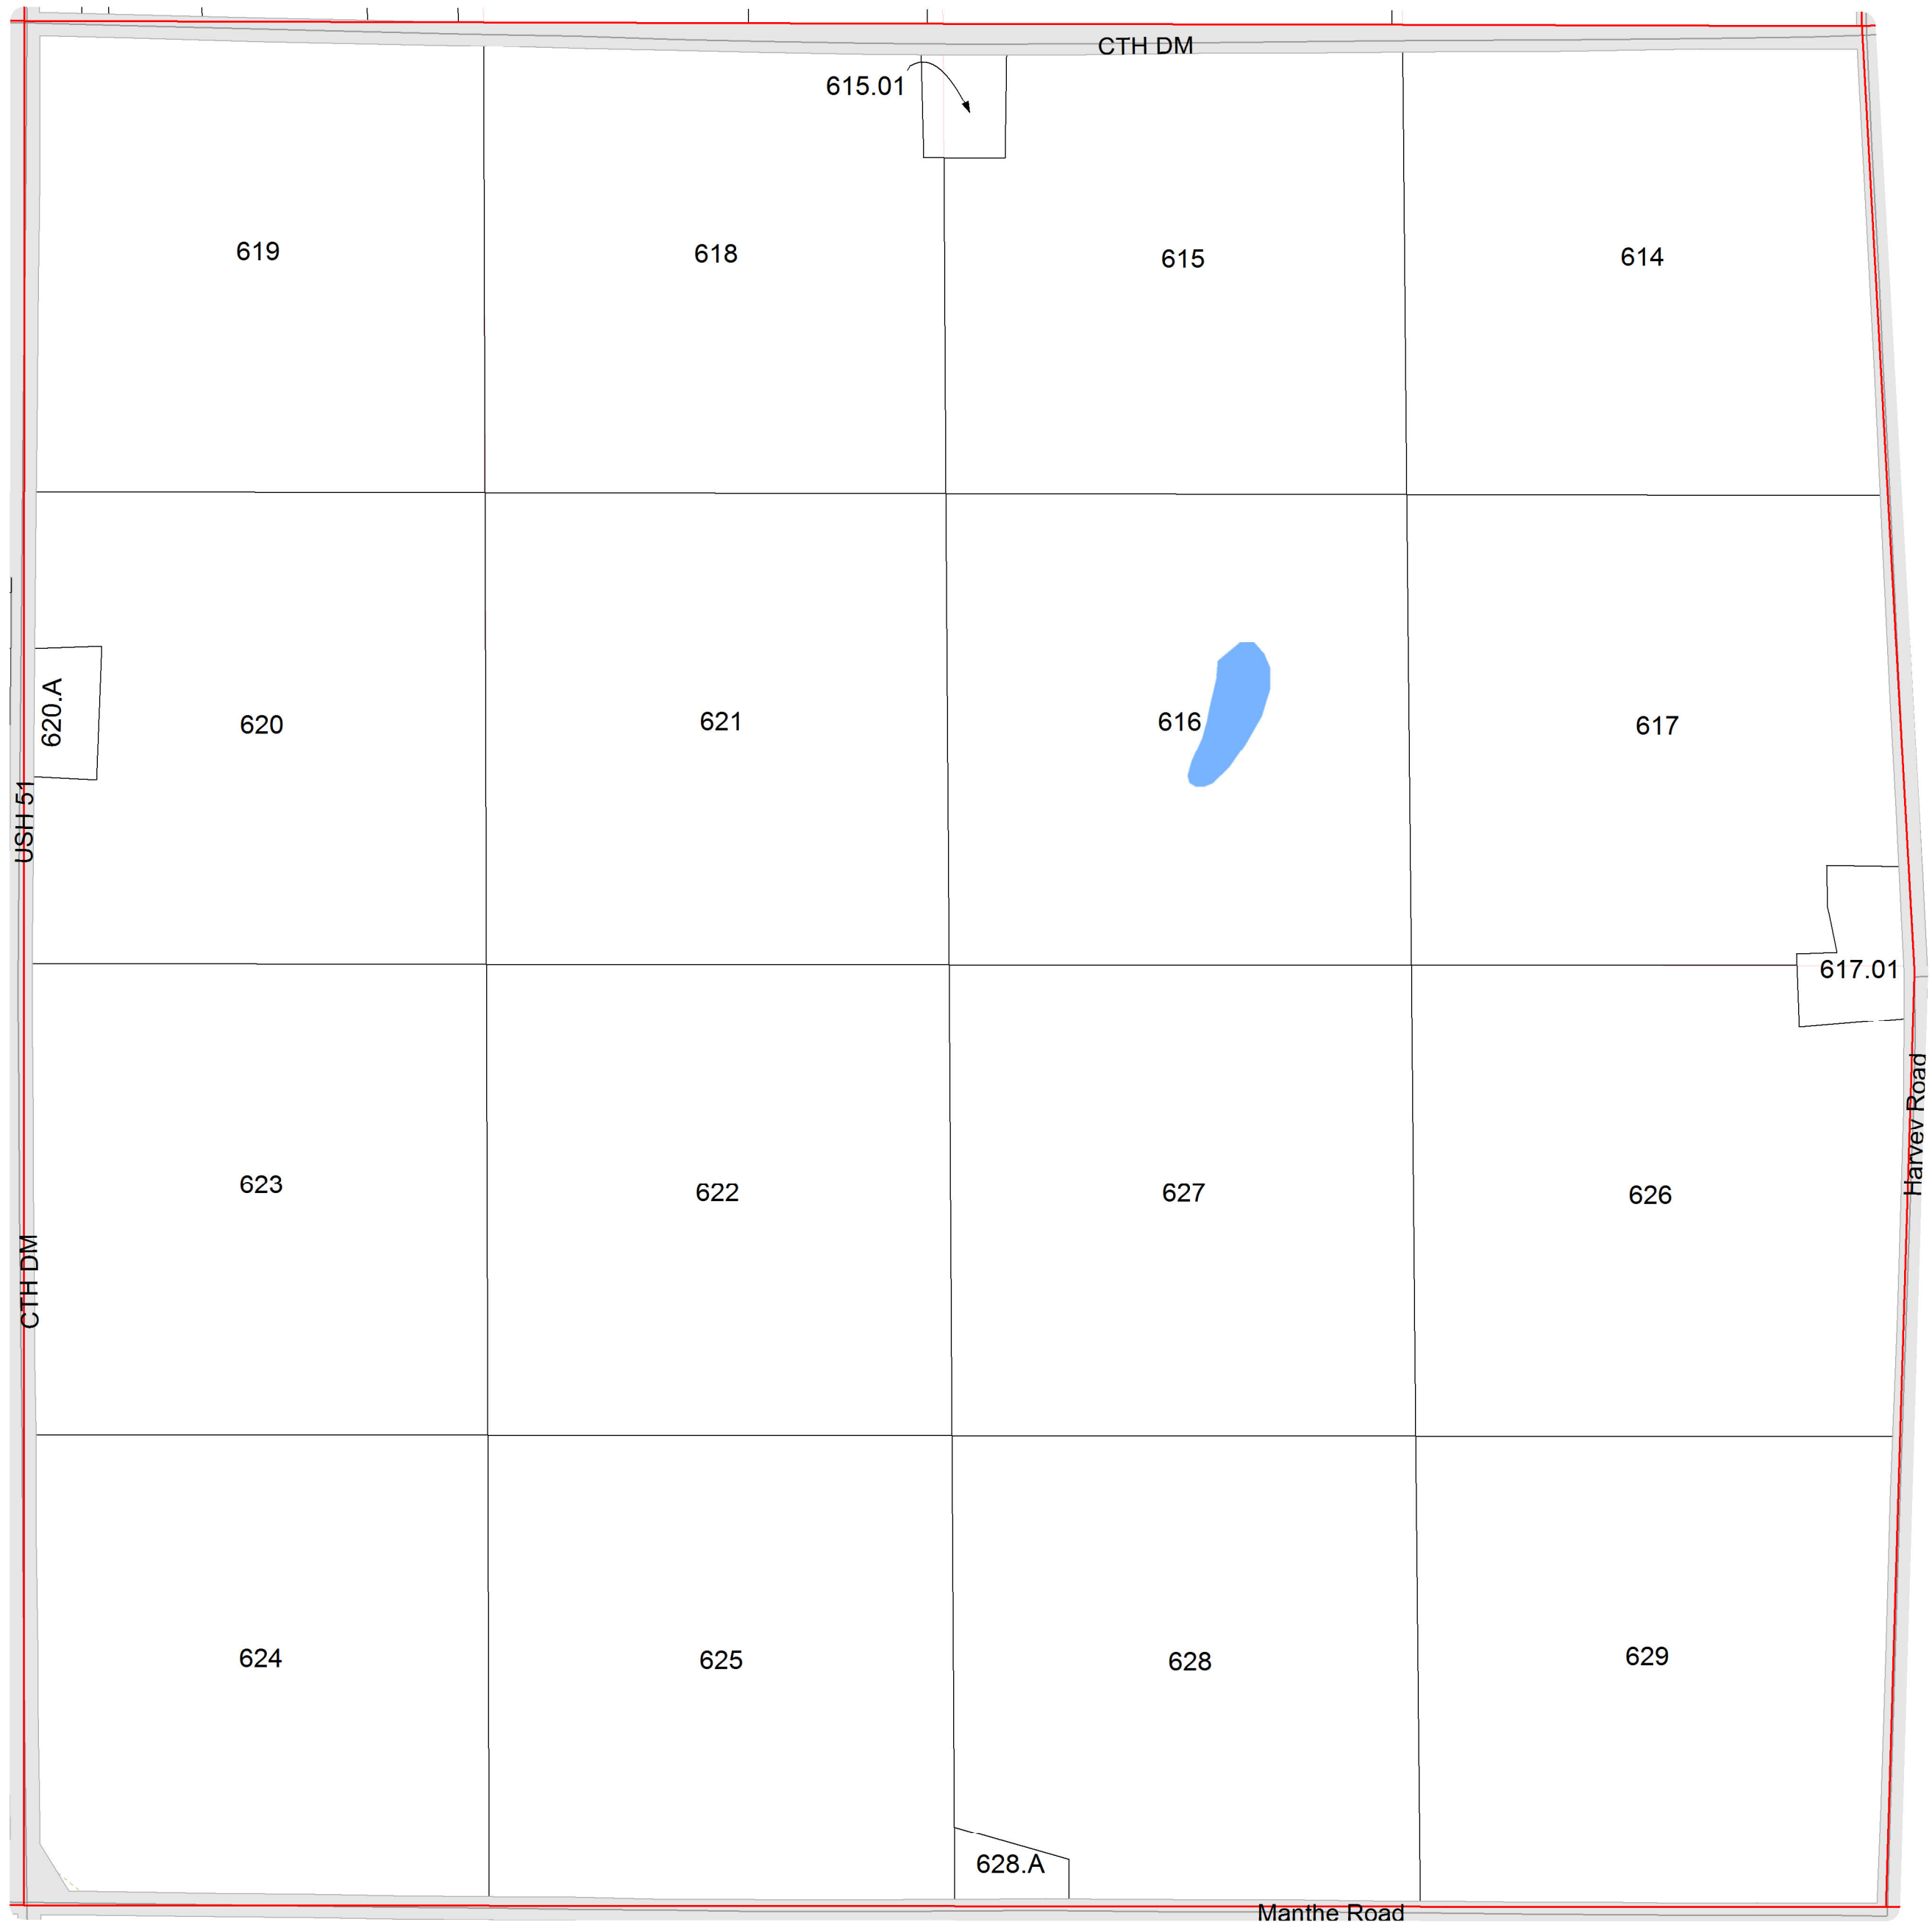 CTH DM
615.01
619
618
615
614
620.A
620
621
616
617
USH 51
617.01
Harvey Road
623
622
627
626
CTH DM
624
625
628
629
628.A
Manthe Road